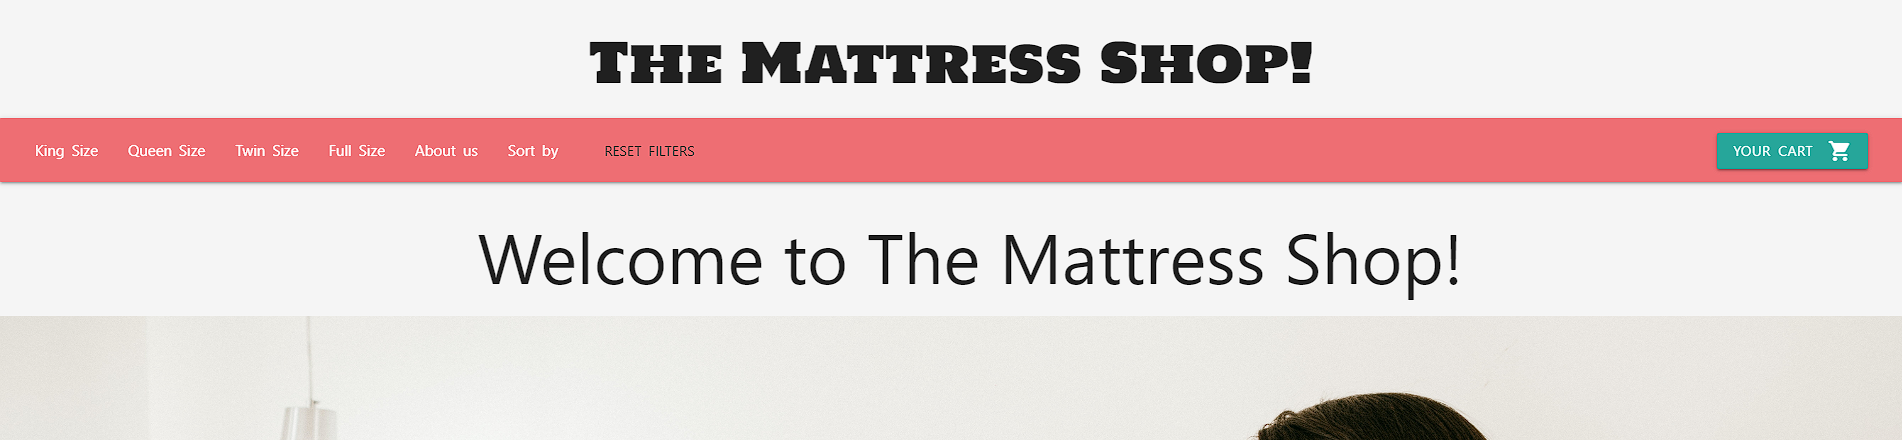 The Mattress Shop!
King Size Queen Size Twin Size Full Size About us Sort by RESET FILTERS YOUR CART
Welcome to The Mattress Shop!